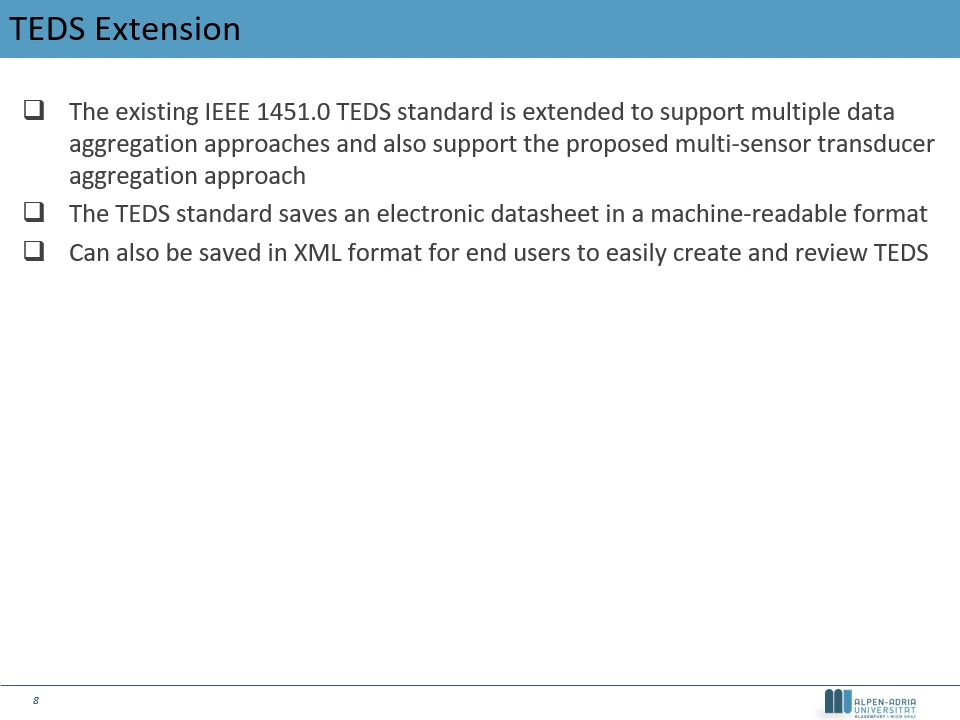 TEDS Extension
The existing IEEE 1451.0 TEDS standard is extended to support multiple data
aggregation approaches and also support the proposed multi-sensor transducer
aggregation approach
The TEDS standard saves an electronic datasheet in a machine-readable format
Can also be saved in XML format for end users to easily create and review TEDS
8
ALPEN-ADRIA
UNIVERSITÄT
KLAGENFURT | WIEN GRAZ